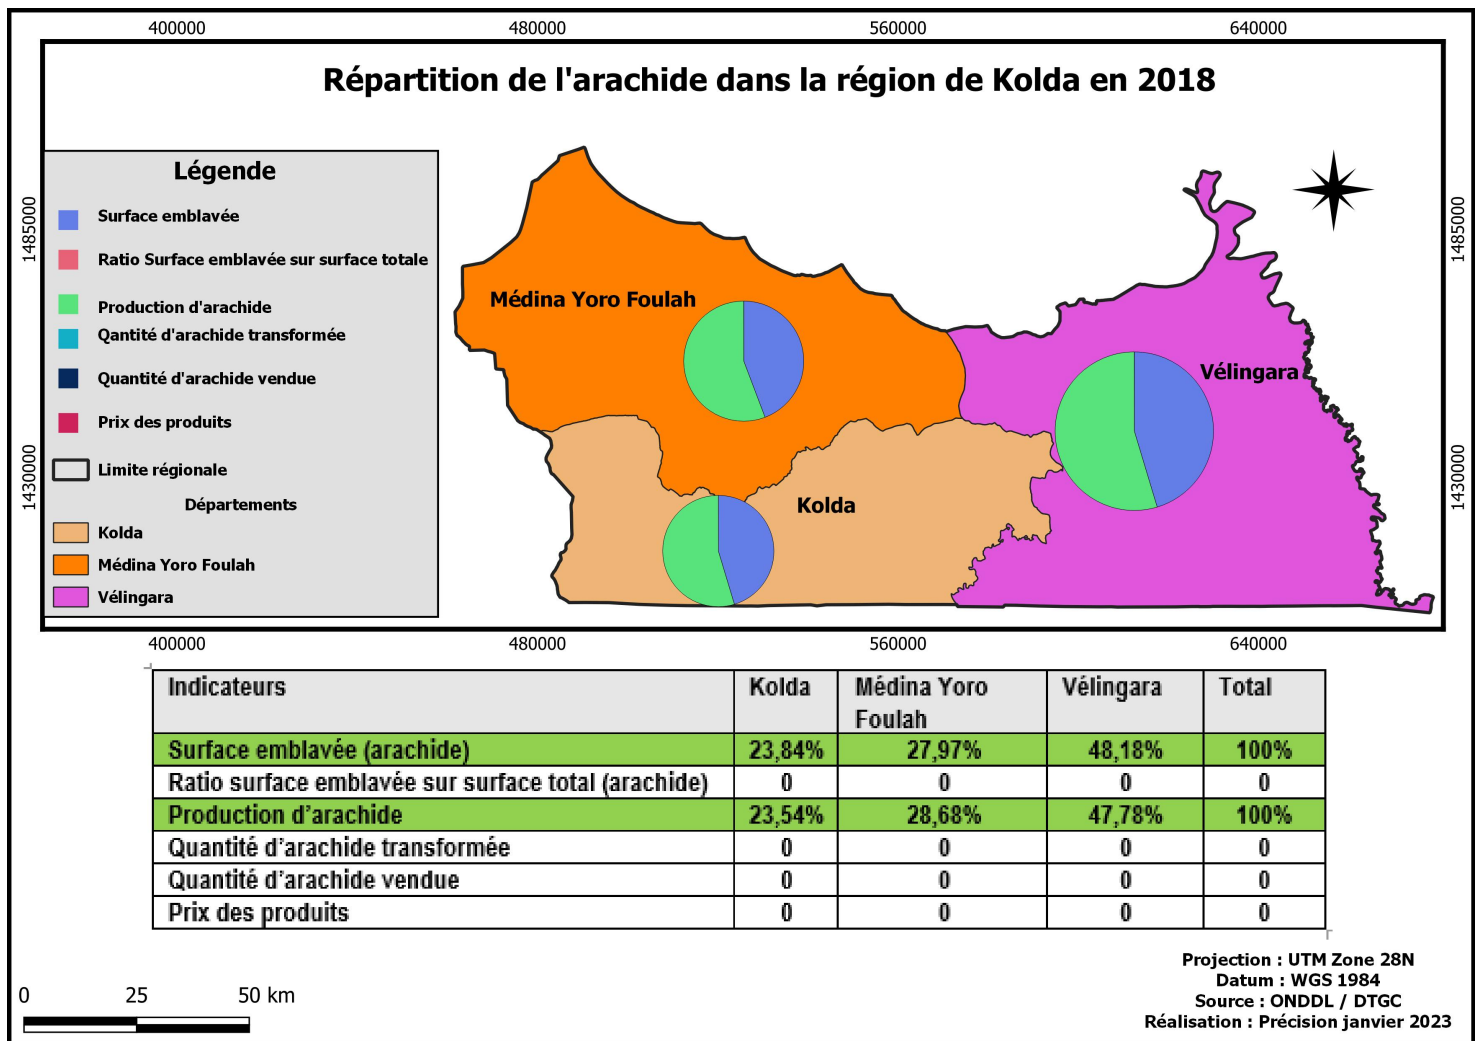 400000 480000 560000 640000
Répartition de l'arachide dans la région de Kolda en 2018
1485000
1485000
1430000
1430000
Légende
Surface emblavée
Ratio Surface emblavée sur surface totale
Production d'arachide
Qantité d'arachide transformée
Quantité d'arachide vendue
Prix des produits
Limite régionale
Départements
Kolda
Médina Yoro Foulah
Vélingara
Médina Yoro Foulah
Vélingara
Kolda
400000 480000 560000 640000
Indicateurs Kolda Médina Yoro Foulah Vélingara Total
Surface emblavée (arachide) 23,84% 27,97% 48,18% 100%
Ratio surface emblavée sur surface total (arachide) 0 0 0 0
Production d'arachide 23,54% 28,68% 47,78% 100%
Quantité d'arachide transformée 0 0 0 0
Quantité d'arachide vendue 0 0 0 0
Prix des produits 0 0 0 0
0 25 50 km
Projection : UTM Zone 28N
Datum : WGS 1984
Source : ONDDL / DTGC
Réalisation : Précision janvier 2023